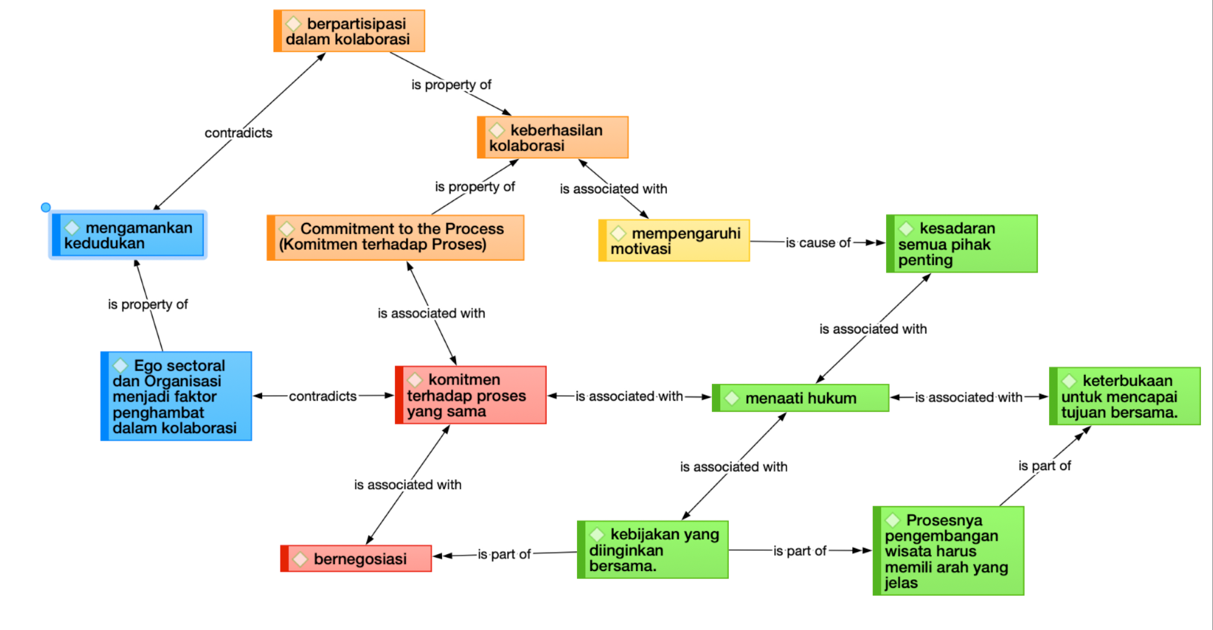 berpartisipasi
dalam kolaborasi
is property of
contradicts
keberhasilan
kolaborasi
is property of
is associated with
mengamankan
kedudukan
Commitment to the Process
(Komitmen terhadap Proses)
mempengaruhi
motivasi
is cause of
kesadaran
semua pihak
penting
is property of
is associated with
is associated with
Ego sectoral
dan Organisasi
menjadi faktor
penghambat
dalam kolaborasi
contradicts
komitmen
terhadap proses
yang sama
is associated with
menaati hukum
is associated with
keterbukaan
untuk mencapai
tujuan bersama.
is associated with
is associated with
is part of
bernegosiasi
is part of
kebijakan yang
diinginkan
bersama.
is part of
Prosesnya
pengembangan
wisata harus
memili arah yang
jelas